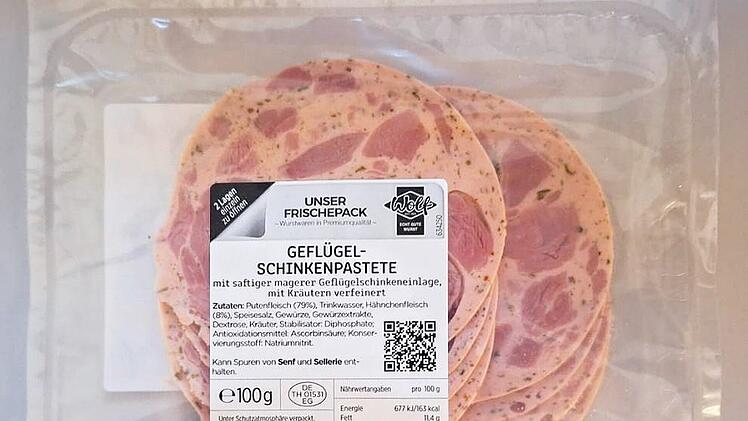 2 Lagen
einzeln
zu öffnen
UNSER
FRISCHEPACK
– Wurstwaren in Premiumqualität –
Wolf
ECHT GUTE
WURST
634250
GEFLÜGEL-
SCHINKENPASTETE
mit saftiger magerer Geflügelschinkeneinlage,
mit Kräutern verfeinert
Zutaten: Putenfleisch (79%), Trinkwasser, Hähnchenfleisch
(8%), Speisesalz, Gewürze, Gewürzextrakte,
Dextrose, Kräuter, Stabilisator: Diphosphate;
Antioxidationsmittel: Ascorbinsäure; Konser-
vierungsstoff: Natriumnitrit.
Kann Spuren von Senf und Sellerie ent-
halten.
℮100g
DE
TH 01531
EG
Nährwertangaben pro 100 g
Energie 677 kJ/163 kcal
Fett 11,4 g
Unter Schutzatmosphäre verpackt.